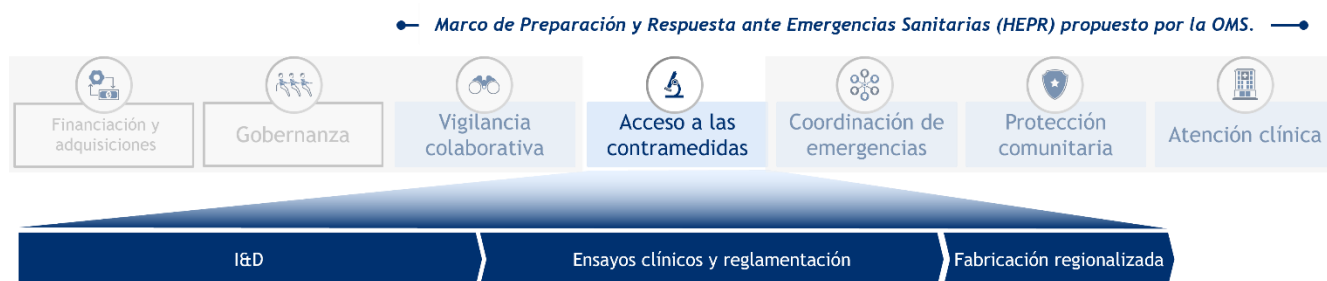 Marco de Preparación y Respuesta ante Emergencias Sanitarias (HEPR) propuesto por la OMS.
Financiación y
adquisiciones
Gobernanza
Vigilancia
colaborativa
Acceso a las
contramedidas
Coordinación de
emergencias
Protección
comunitaria
Atención clínica
I&D
Ensayos clínicos y reglamentación
Fabricación regionalizada